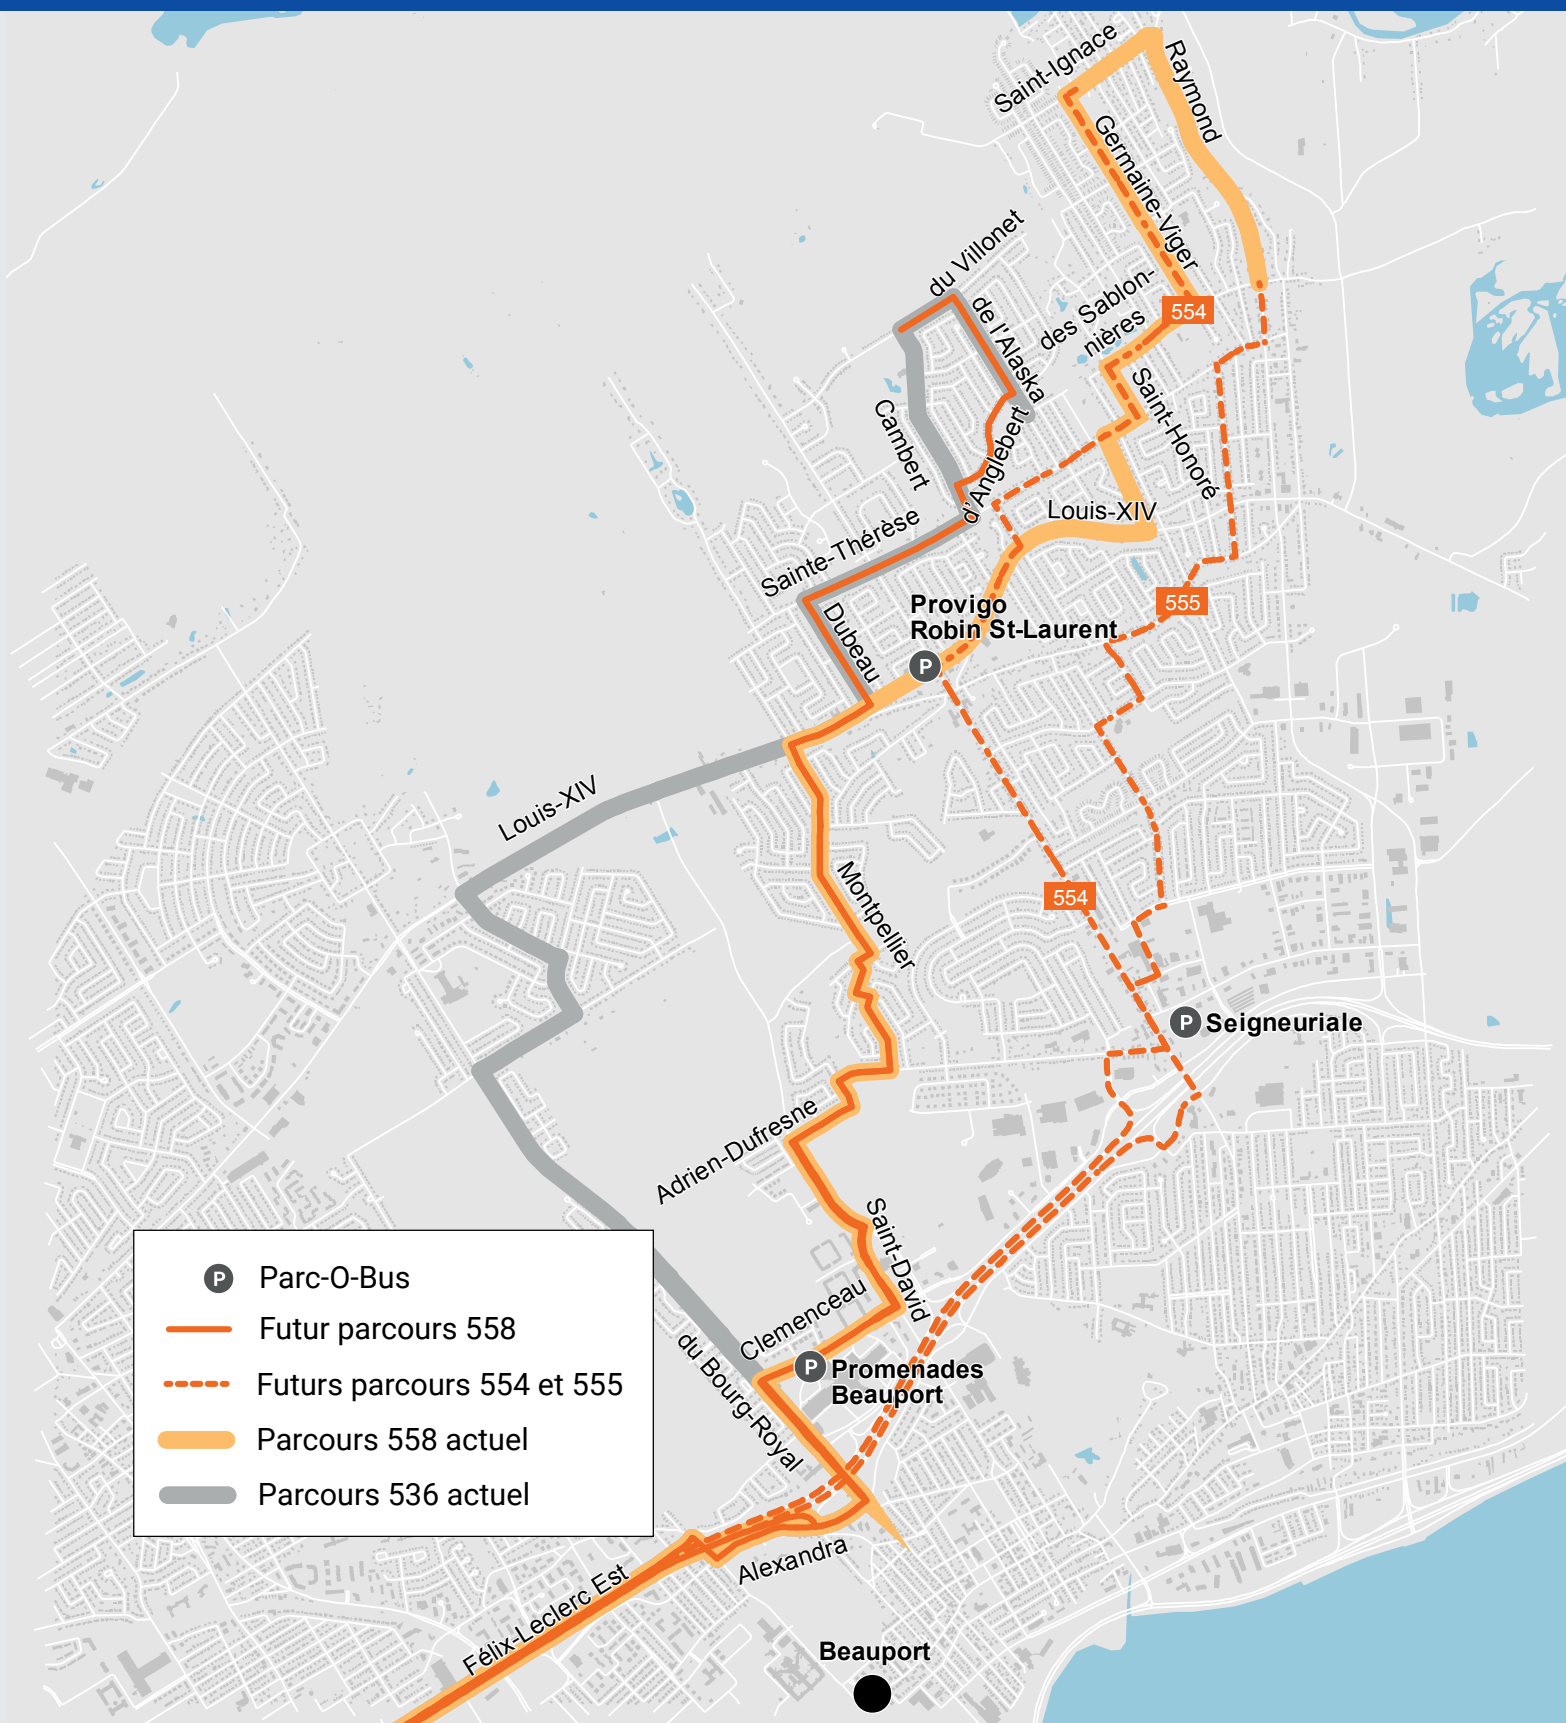 Saint-Ignace
Raymond
Germaine-Viger
du Villonet
de l'Alaska
des Sablon-
nières
554
Saint-Honoré
Cambert
d'Anglebert
Louis-XIV
Sainte-Thérèse
Dubeau
Provigo
Robin St-Laurent
P
555
Louis-XIV
Montpellier
554
P Seigneuriale
Adrien-Dufresne
Saint-David
Clemenceau
P Promenades
Beauport
du Bourg-Royal
P Parc-O-Bus
Futur parcours 558
Futurs parcours 554 et 555
Parcours 558 actuel
Parcours 536 actuel
Alexandra
Félix-Leclerc Est
Beauport